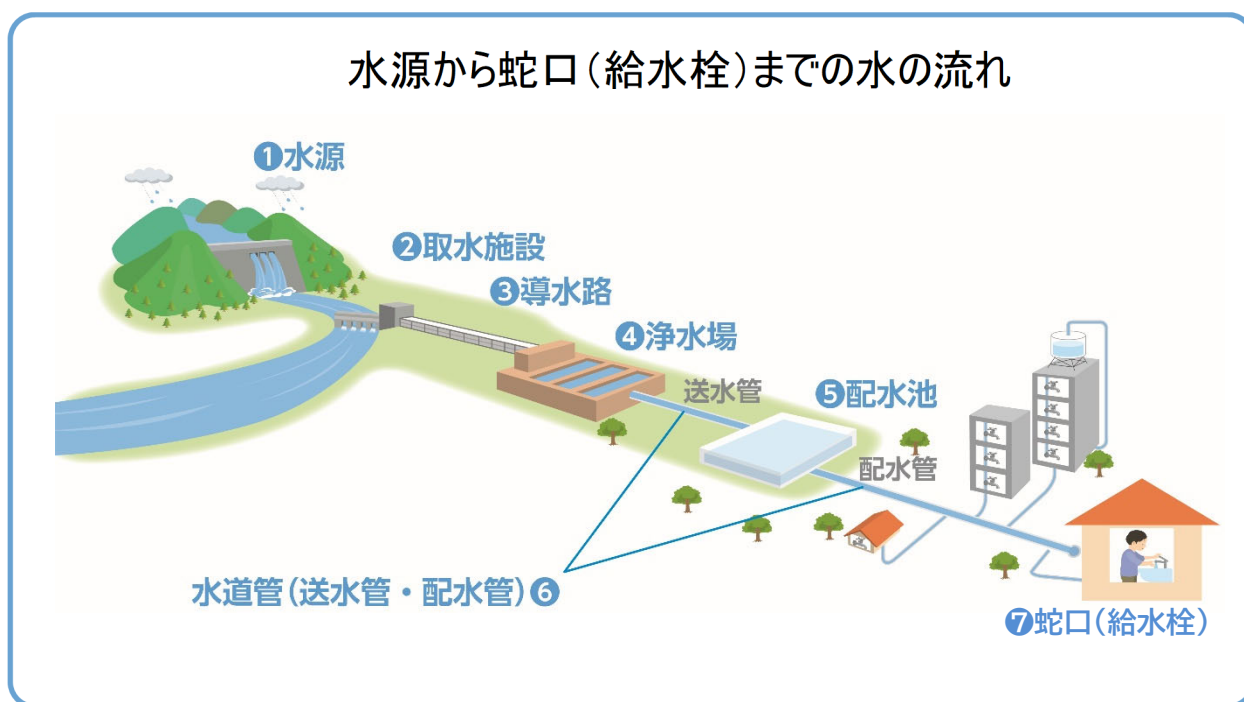 水源から蛇口(給水栓)までの水の流れ
❶水源
❷取水施設
❸導水路
❹浄水場
送水管
❺配水池
配水管
水道管(送水管・配水管)❻
❼蛇口(給水栓)